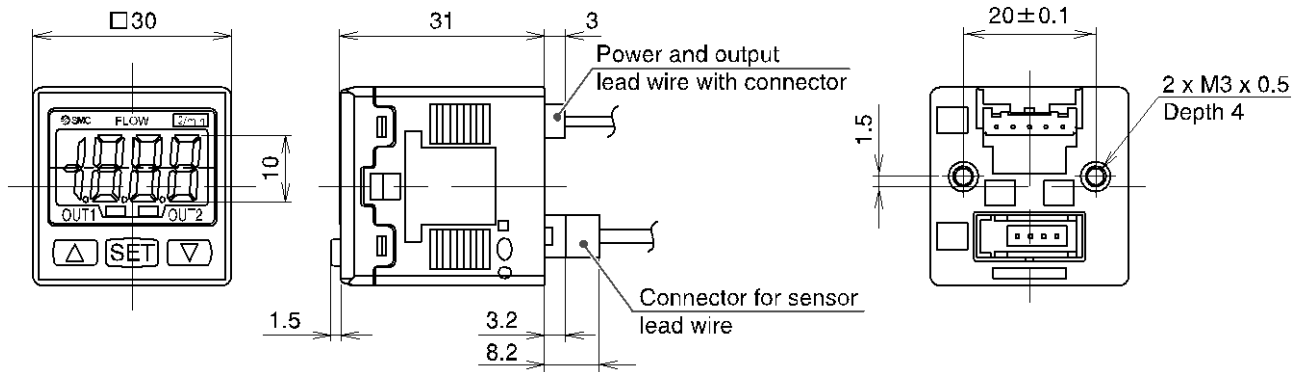 □30
31
3
20±0.1
Power and output
lead wire with connector
2 x M3 x 0.5
Depth 4
1.5
SMC FLOW ℓ/min
10
OUT1 OUT2
△ SET ▽
Connector for sensor
lead wire
1.5
3.2
8.2